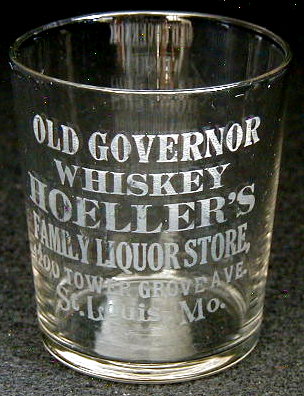 OLD GOVERNOR
WHISKEY
HOELLER'S
FAMILY LIQUOR STORE,
TOWER GROVE AVE.
St. Louis Mo.